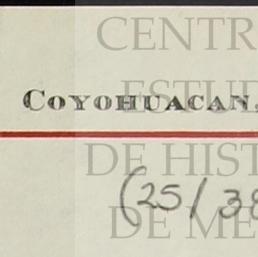 CENTR
COYOHUACAN.
ESTUD
DE HIST
(25/38
DE ME